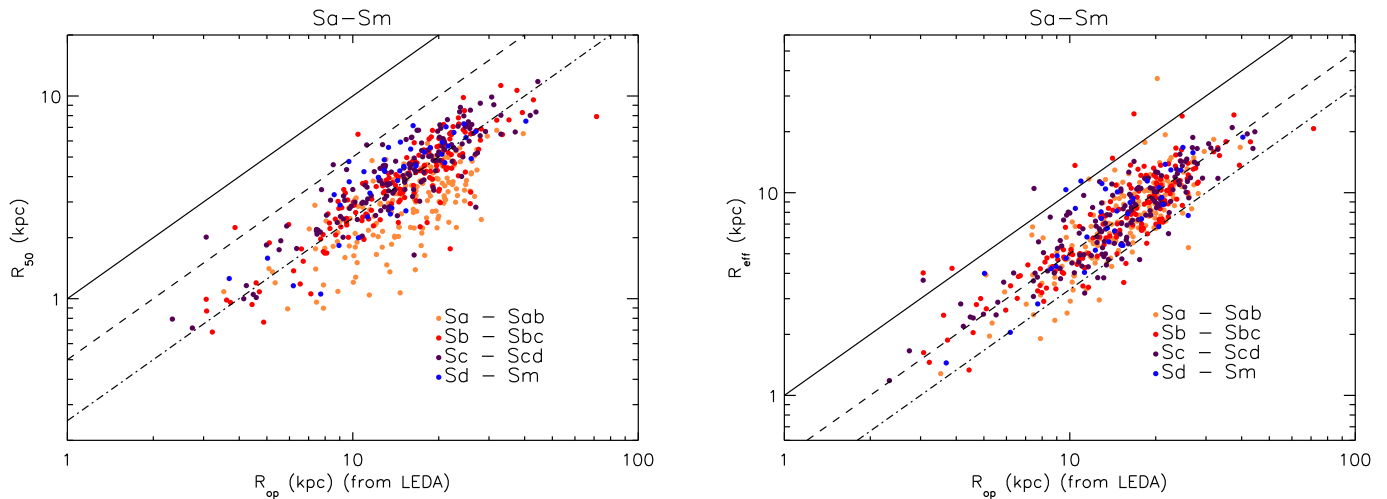 Sa−Sm
10
1
R50 (kpc)
Sa − Sab
Sb − Sbc
Sc − Scd
Sd − Sm
1
10
100
Rop (kpc) (from LEDA)
Sa−Sm
10
1
Reff (kpc)
Sa − Sab
Sb − Sbc
Sc − Scd
Sd − Sm
1
10
100
Rop (kpc) (from LEDA)